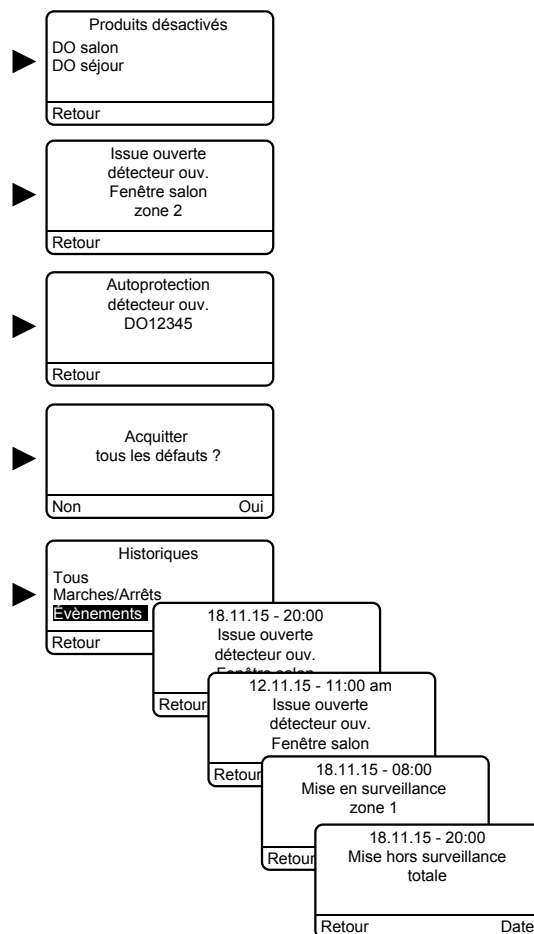 Produits désactivés
DO salon
DO séjour
Retour
Issue ouverte
détecteur ouv.
Fenêtre salon
zone 2
Retour
Autoprotection
détecteur ouv.
DO12345
Retour
Acquitter
tous les défauts ?
Non Oui
Historiques
Tous
Marches/Arrêts
Évènements
Retour
18.11.15 - 20:00
Issue ouverte
détecteur ouv.
Fenêtre salon
Retour
12.11.15 - 11:00 am
Issue ouverte
détecteur ouv.
Fenêtre salon
Retour
18.11.15 - 08:00
Mise en surveillance
zone 1
Retour
18.11.15 - 20:00
Mise hors surveillance
totale
Retour Date